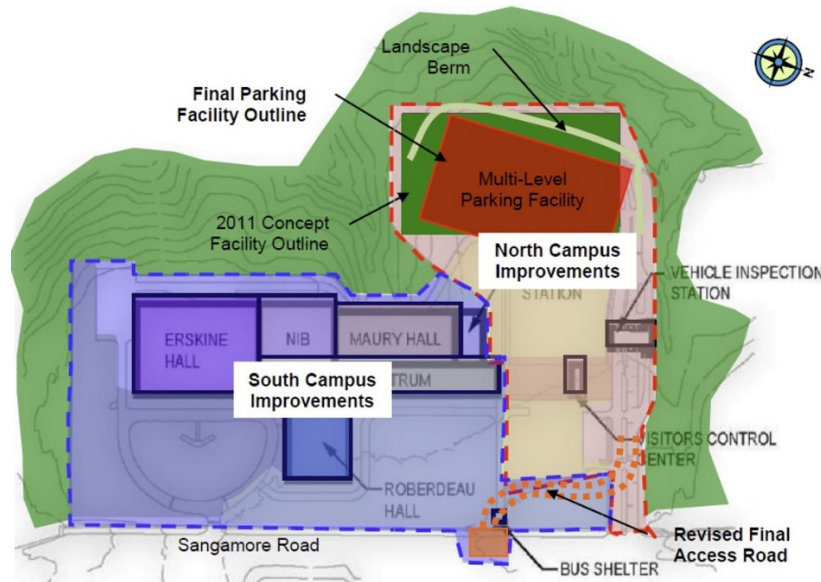 Landscape
Berm
Final Parking
Facility Outline
N
Multi-Level
Parking Facility
2011 Concept
Facility Outline
North Campus
Improvements
STATION
VEHICLE INSPECTION
STATION
ERSKINE
HALL
NIB
MAURY HALL
South Campus
Improvements
TRUM
VISITORS CONTROL
CENTER
ROBERDEAU
HALL
Revised Final
Access Road
Sangamore Road
BUS SHELTER